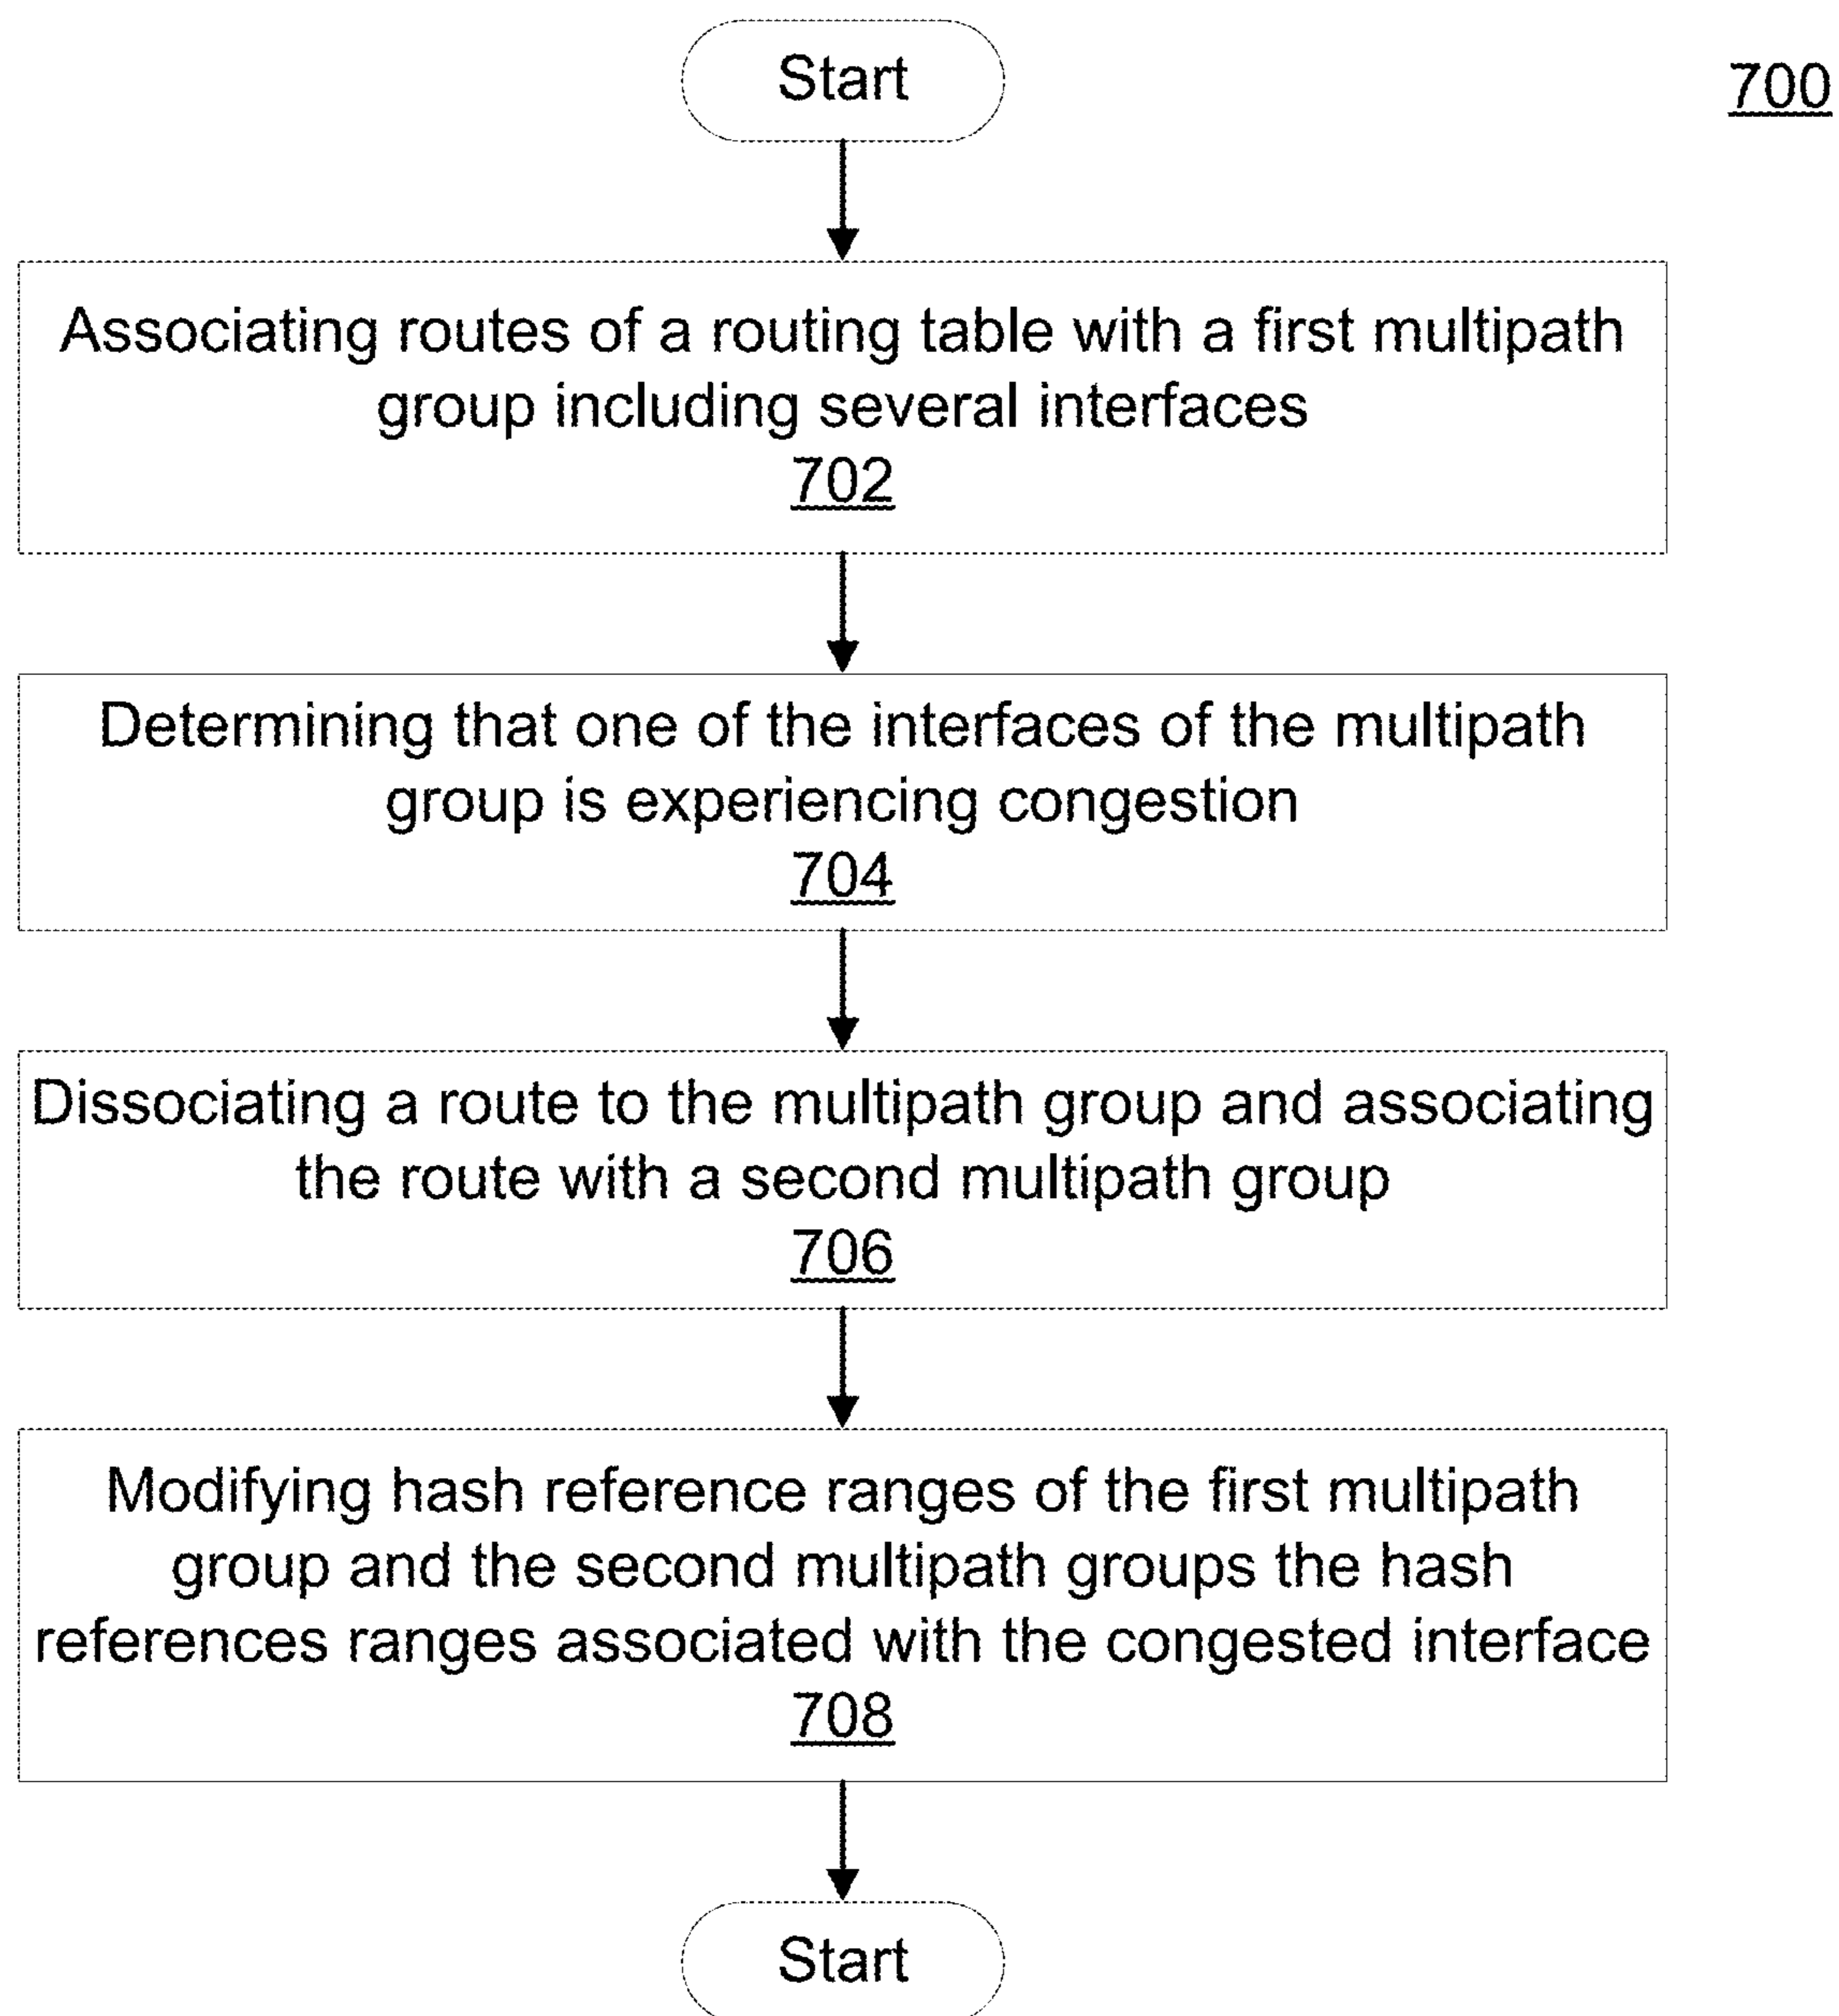 Start
700
Associating routes of a routing table with a first multipath
group including several interfaces
702
Determining that one of the interfaces of the multipath
group is experiencing congestion
704
Dissociating a route to the multipath group and associating
the route with a second multipath group
706
Modifying hash reference ranges of the first multipath
group and the second multipath groups the hash
references ranges associated with the congested interface
708
Start